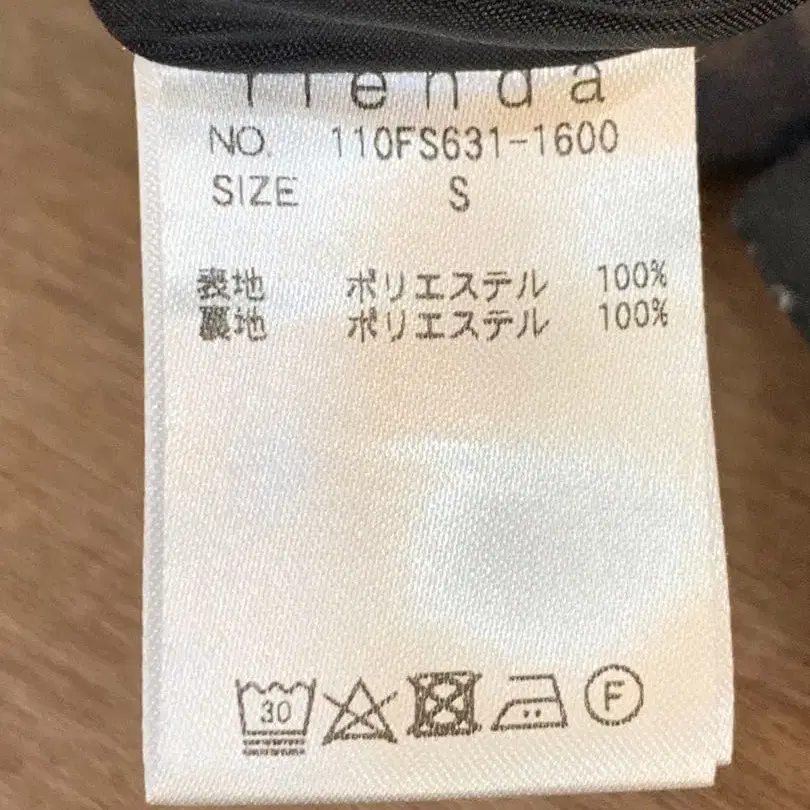 rienda
NO. 110FS631-1600
SIZE S
表地 ポリエステル 100%
裏地 ポリエステル 100%
30
F